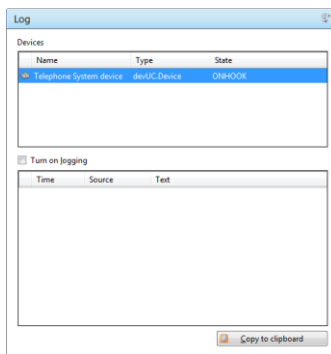 Log
Devices
Name Type State
Telephone System device devUC.Device ONHOOK
Turn on logging
Time Source Text
Copy to clipboard